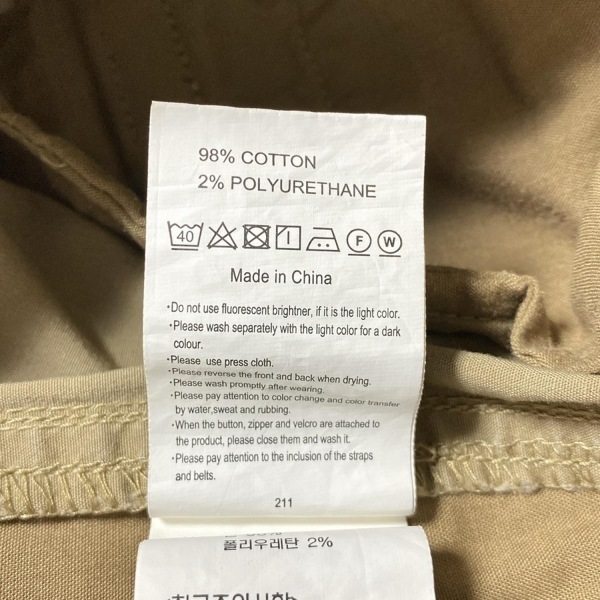 98% COTTON
2% POLYURETHANE
40
F W
Made in China
・Do not use fluorescent brightner, if it is the light color.
・Please wash separately with the light color for a dark
colour.
・Please use press cloth.
・Please reverse the front and back when drying.
・Please wash promptly after wearing.
・Please pay attention to color change and color transfer
by water,sweat and rubbing.
・When the button, zipper and velcro are attached to
the product, please close them and wash it.
・Please pay attention to the inclusion of the straps
and belts.
211
폴리우레탄 2%